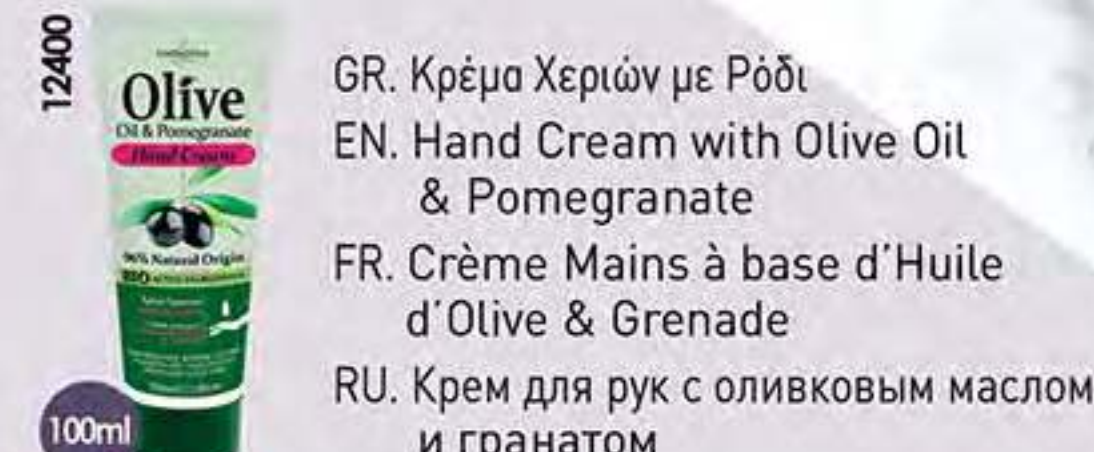 12400
Olive
Oil & Pomegranate
Hand Cream
96% Natural Origin
BIO
100ml
GR. Κρέμα Χεριών με Ρόδι
EN. Hand Cream with Olive Oil
& Pomegranate
FR. Crème Mains à base d'Huile
d'Olive & Grenade
RU. Крем для рук с оливковым маслом
и гранатом